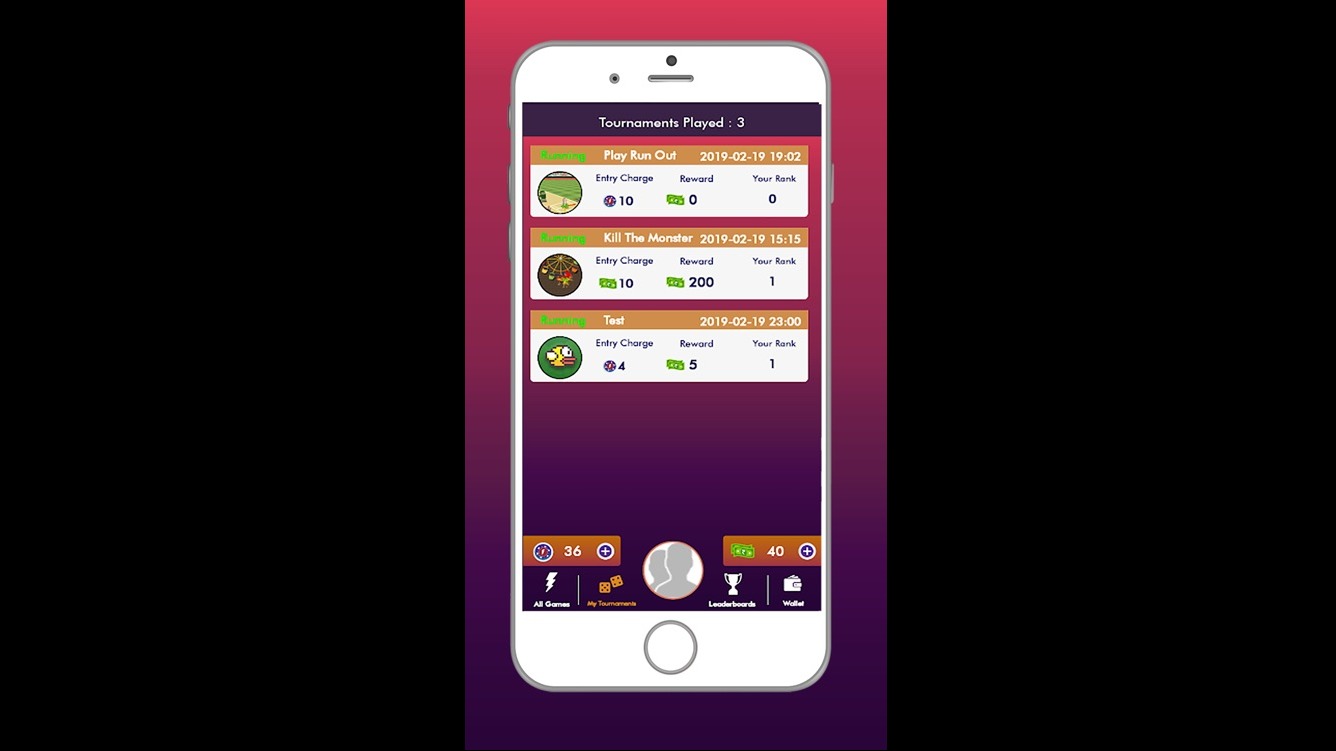 Tournaments Played : 3
Running Play Run Out 2019-02-19 19:02
Entry Charge Reward Your Rank
10 0 0
Running Kill The Monster 2019-02-19 15:15
Entry Charge Reward Your Rank
10 200 1
Running Test 2019-02-19 23:00
Entry Charge Reward Your Rank
4 5 1
36 + 40 +
All Games My Tournaments Leaderboards Wallet